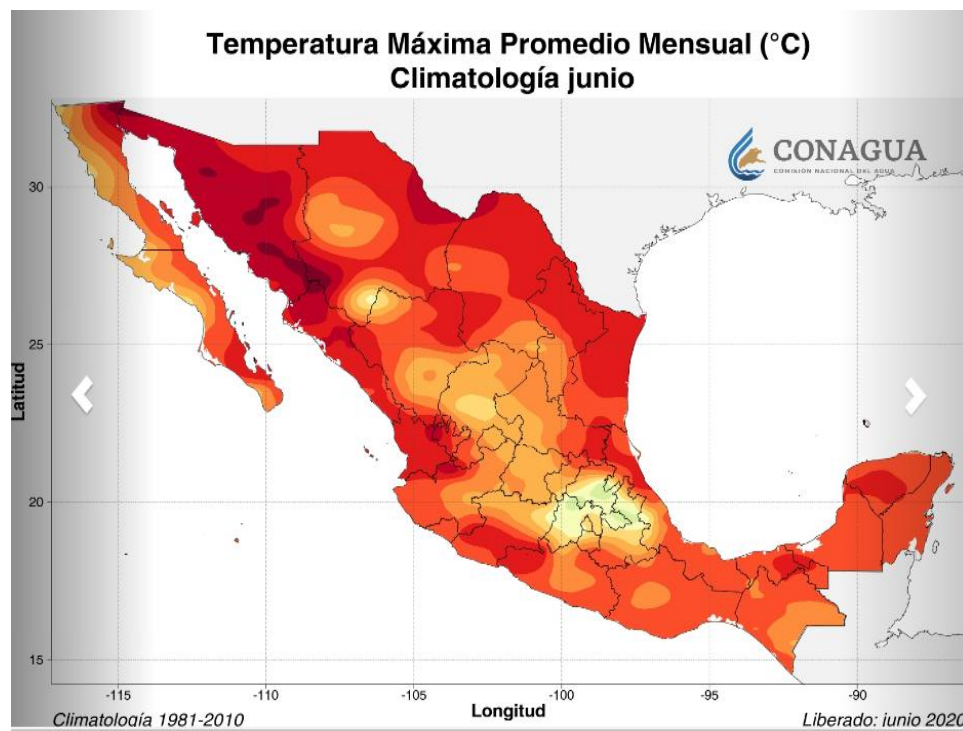 Temperatura Máxima Promedio Mensual (°C)
Climatología junio
CONAGUA
COMISIÓN NACIONAL DEL AGUA
30
25
20
15
Latitud
-115
-110
-105
-100
-95
-90
Longitud
Climatología 1981-2010
Liberado: junio 2020